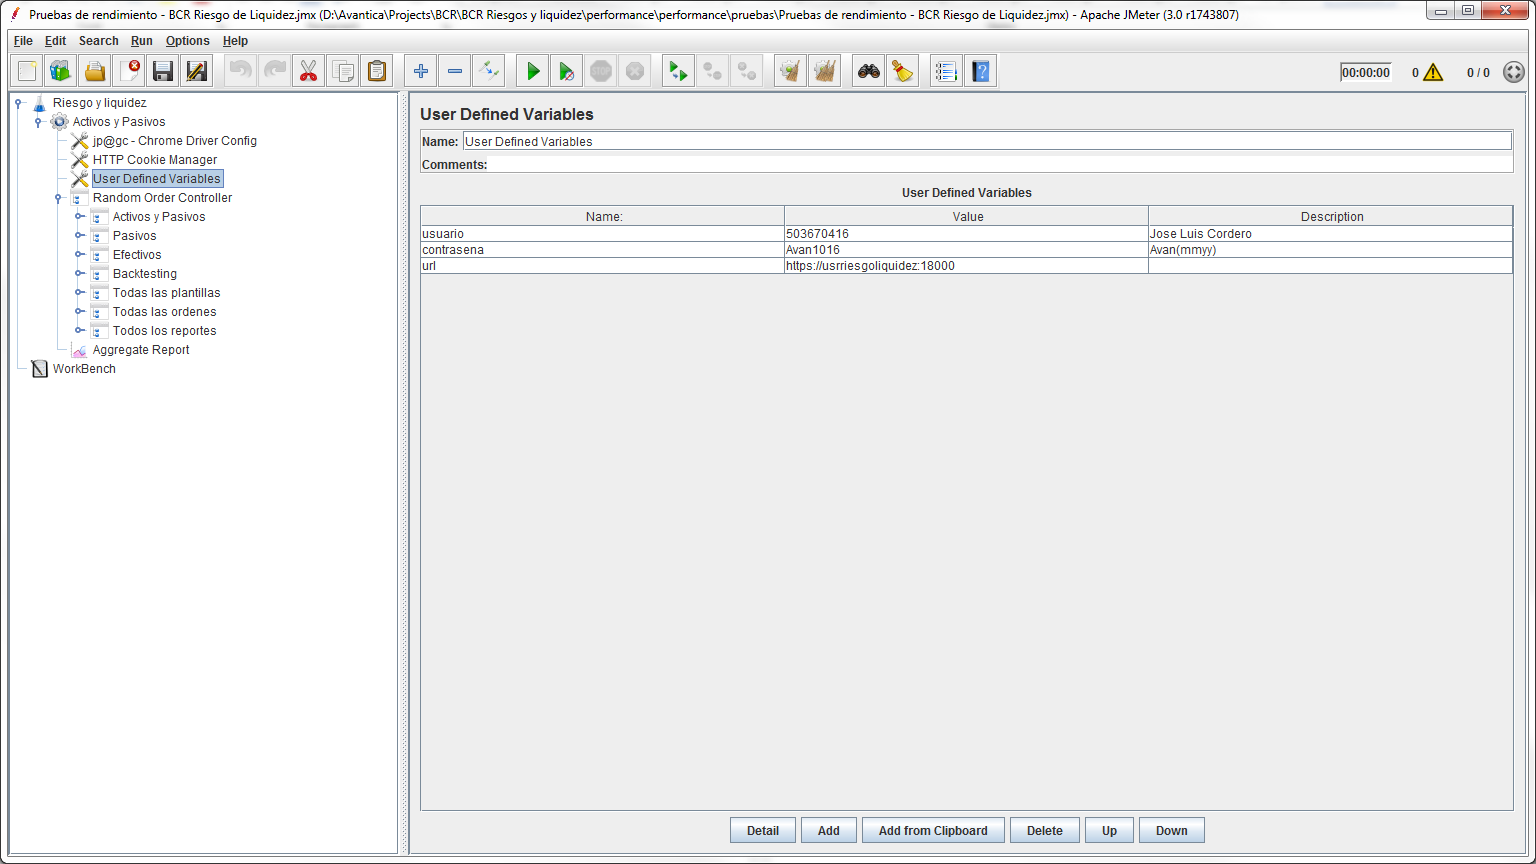 Pruebas de rendimiento - BCR Riesgo de Liquidez.jmx (D:\Avantica\Projects\BCR\BCR Riesgos y liquidez\performance\performance\pruebas\Pruebas de rendimiento - BCR Riesgo de Liquidez.jmx) - Apache JMeter (3.0 r1743807)
File Edit Search Run Options Help
00:00:00 0 0 / 0
Riesgo y liquidez
Activos y Pasivos
jp@gc - Chrome Driver Config
HTTP Cookie Manager
User Defined Variables
Random Order Controller
Activos y Pasivos
Pasivos
Efectivos
Backtesting
Todas las plantillas
Todas las ordenes
Todos los reportes
Aggregate Report
WorkBench
User Defined Variables
Name: User Defined Variables
Comments:
User Defined Variables
Name: Value Description
usuario 503670416 Jose Luis Cordero
contrasena Avan1016 Avan(mmyy)
url https://usrriesgoliquidez:18000
Detail Add Add from Clipboard Delete Up Down